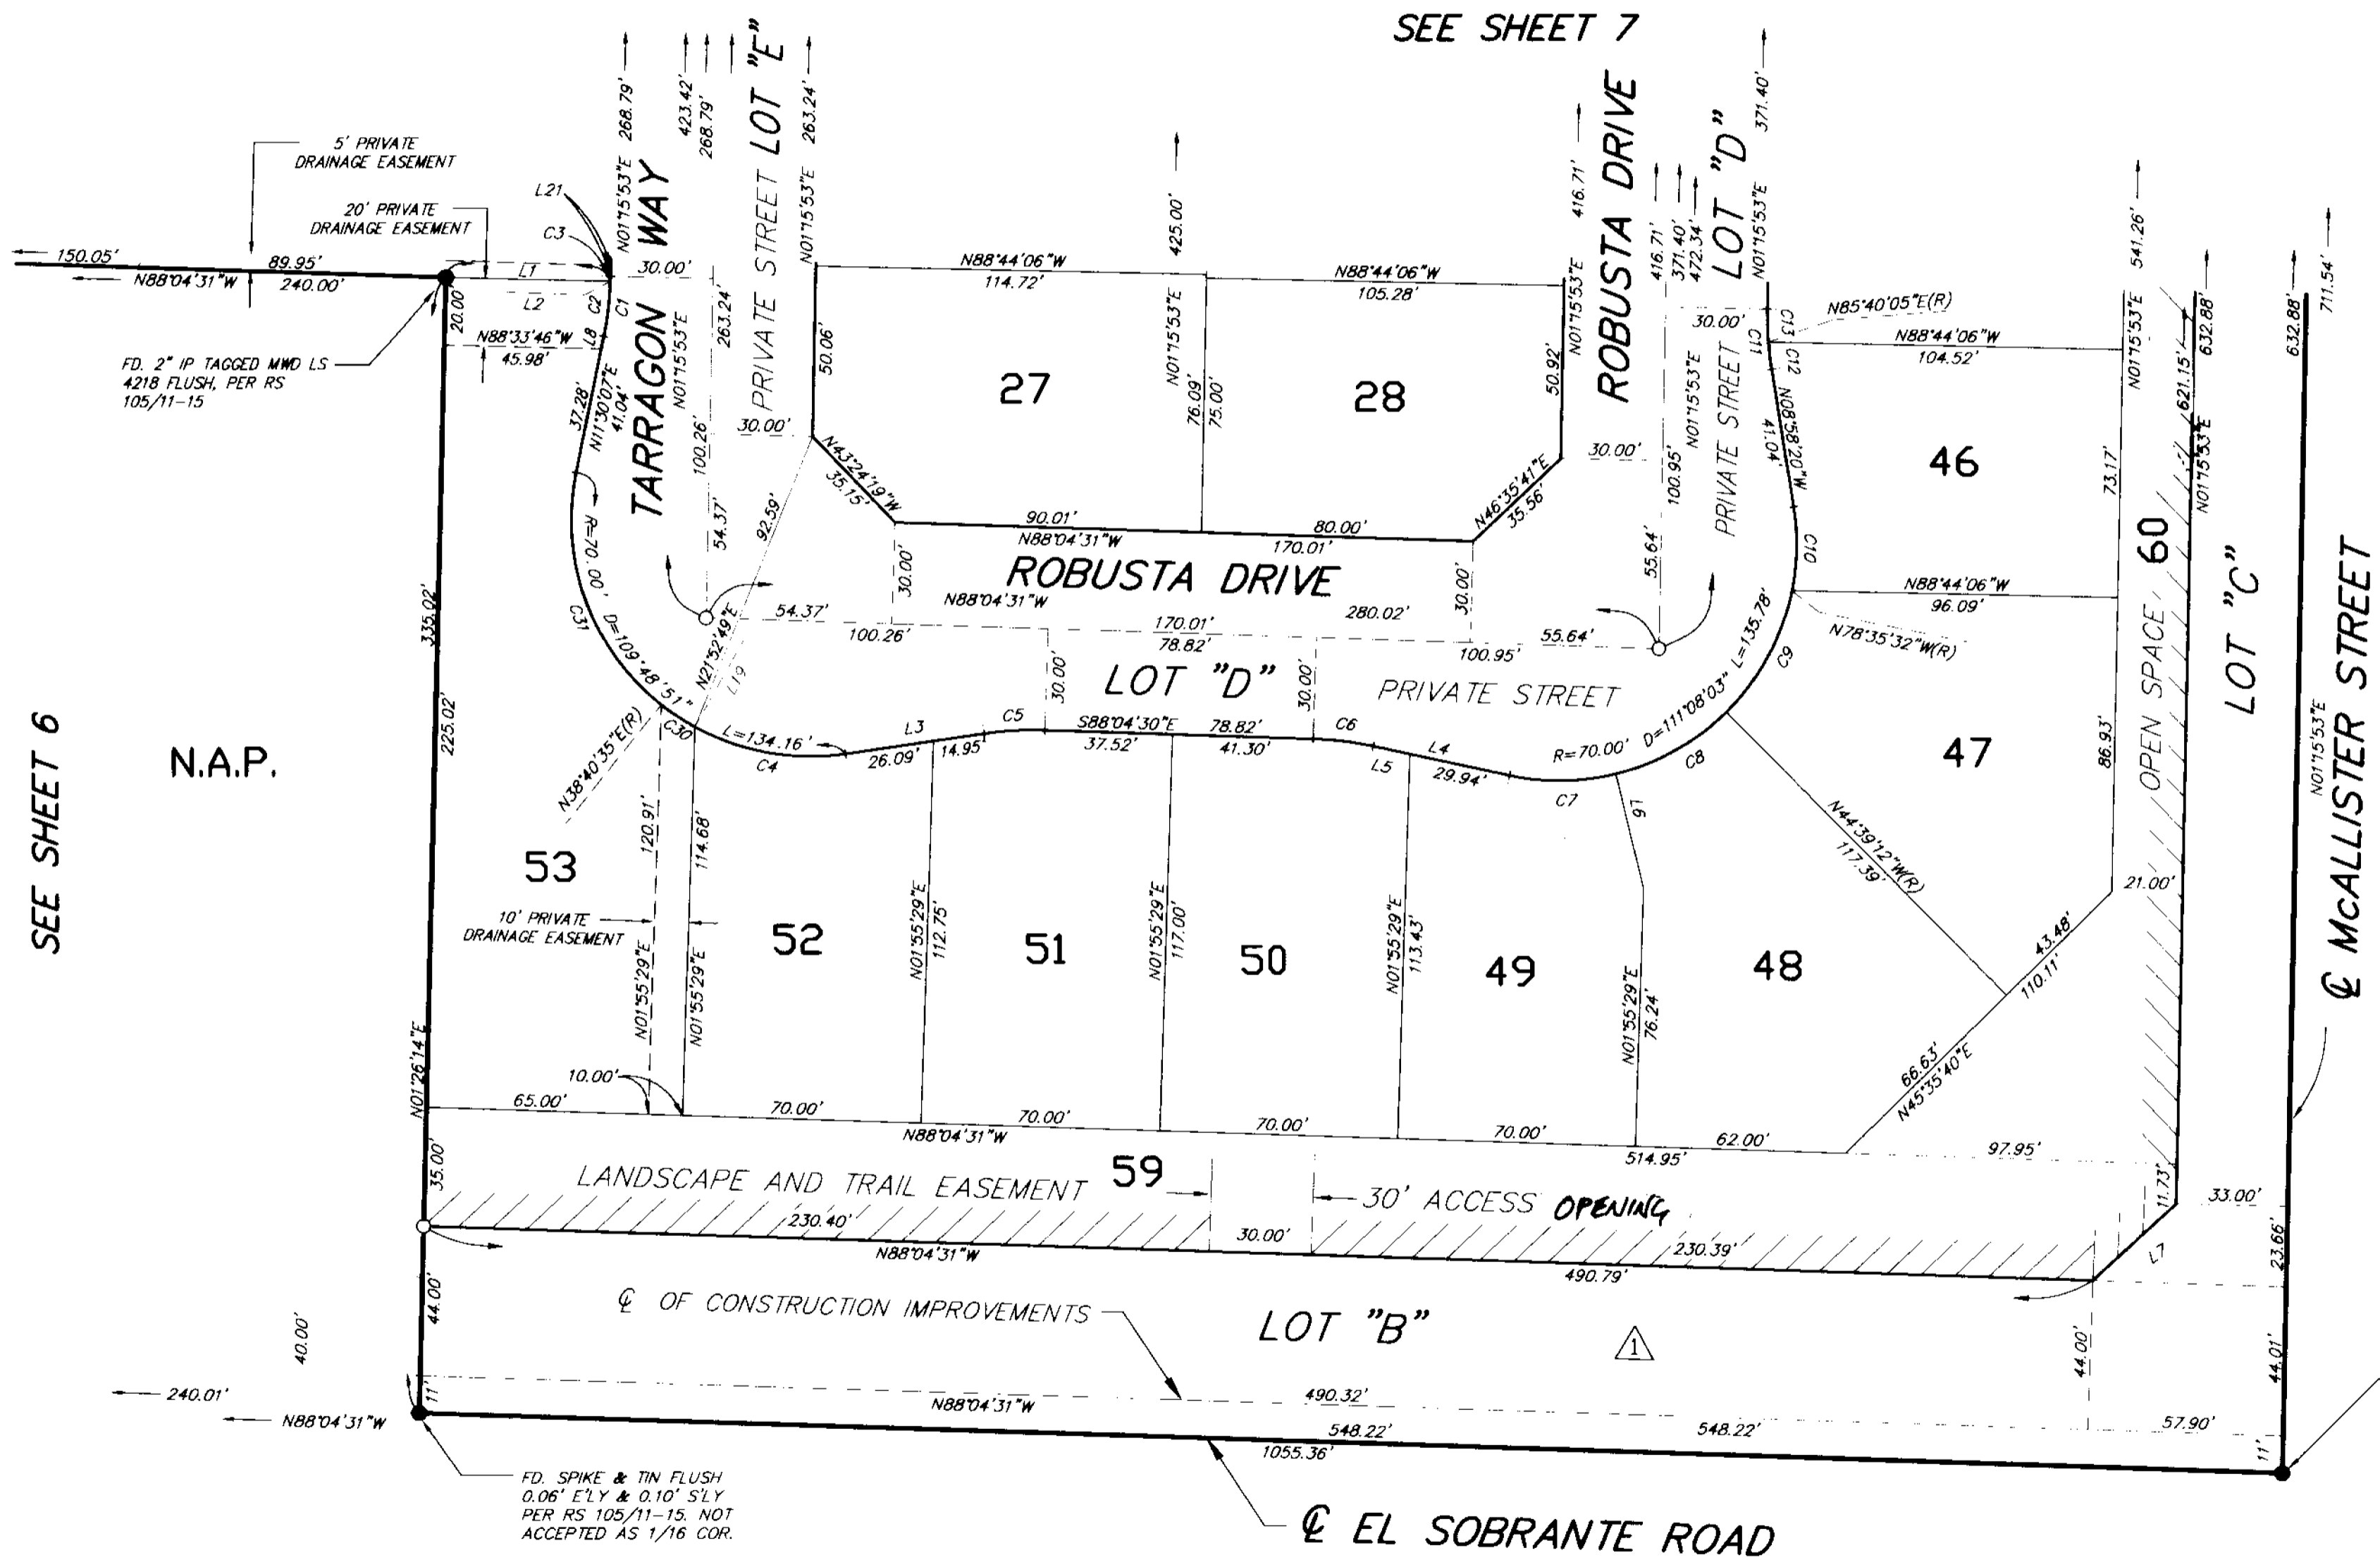 SEE SHEET 7
268.79'
N01°15'53"E
423.42'
268.79'
PRIVATE STREET LOT "E"
263.24'
N01°15'53"E
TARRAGON WAY
5' PRIVATE
DRAINAGE EASEMENT
20' PRIVATE
DRAINAGE EASEMENT
L21
C3
150.05'
89.95'
N88°04'31"W
240.00'
L1
L2
C2
C1
30.00'
20.00'
N88°33'46"W
45.98'
L8
FD. 2" IP TAGGED MWD LS
4218 FLUSH, PER RS
105/11-15
37.28'
N11°30'07"E
41.04'
N01°15'53"E
263.24'
100.26'
54.37'
30.00'
50.06'
N88°44'06"W
114.72'
27
425.00'
N01°15'53"E
76.09'
75.00'
N88°44'06"W
105.28'
28
416.71'
N01°15'53"E
50.92'
ROBUSTA DRIVE
416.71'
371.40'
472.34'
LOT "D"
PRIVATE STREET
371.40'
N01°15'53"E
30.00'
30.00'
N01°15'53"E
100.95'
55.64'
C13
C11
C12
N85°40'05"E(R)
N88°44'06"W
104.52'
N08°58'20"W
41.04'
46
73.17'
N01°15'53"E
541.26'
621.15'
632.88'
N01°15'53"E
632.88'
711.54'
60
OPEN SPACE
LOT "C"
N01°15'53"E
℄ McALLISTER STREET
N43°24'19"W
35.15'
92.59'
90.01'
N88°04'31"W
80.00'
170.01'
N46°35'41"E
35.56'
ROBUSTA DRIVE
30.00'
N88°04'31"W
280.02'
30.00'
54.37'
100.26'
170.01'
78.82'
55.64'
100.95'
C10
N88°44'06"W
96.09'
N78°35'32"W(R)
R=70.00'
D=109°48'51"
L=134.16'
C31
N21°52'49"E
L19
C30
N38°40'35"E(R)
C4
L3
26.09'
14.95'
C5
30.00'
LOT "D"
30.00'
PRIVATE STREET
S88°04'30"E
78.82'
37.52'
41.30'
C6
L4
L5
29.94'
R=70.00'
D=111°08'03"
L=135.78'
C7
C8
C9
L6
47
86.93'
21.00'
N44°39'12"W(R)
117.39'
43.48'
110.11'
66.63'
N45°35'40"E
SEE SHEET 6
N.A.P.
335.02'
225.02'
N01°26'14"E
53
120.91'
114.68'
10' PRIVATE
DRAINAGE EASEMENT
N01°55'29"E
N01°55'29"E
10.00'
52
N01°55'29"E
112.75'
51
N01°55'29"E
117.00'
50
N01°55'29"E
113.43'
49
N01°55'29"E
76.24'
48
65.00'
70.00'
70.00'
70.00'
70.00'
62.00'
97.95'
N88°04'31"W
514.95'
35.00'
LANDSCAPE AND TRAIL EASEMENT
59
30' ACCESS OPENING
11.73'
33.00'
230.40'
30.00'
230.39'
L7
23.66'
N88°04'31"W
490.79'
44.00'
40.00'
℄ OF CONSTRUCTION IMPROVEMENTS
LOT "B"
1
44.00'
44.01'
240.01'
N88°04'31"W
11'
490.32'
N88°04'31"W
548.22'
548.22'
57.90'
11'
1055.36'
FD. SPIKE & TIN FLUSH
0.06' E'LY & 0.10' S'LY
PER RS 105/11-15. NOT
ACCEPTED AS 1/16 COR.
℄ EL SOBRANTE ROAD